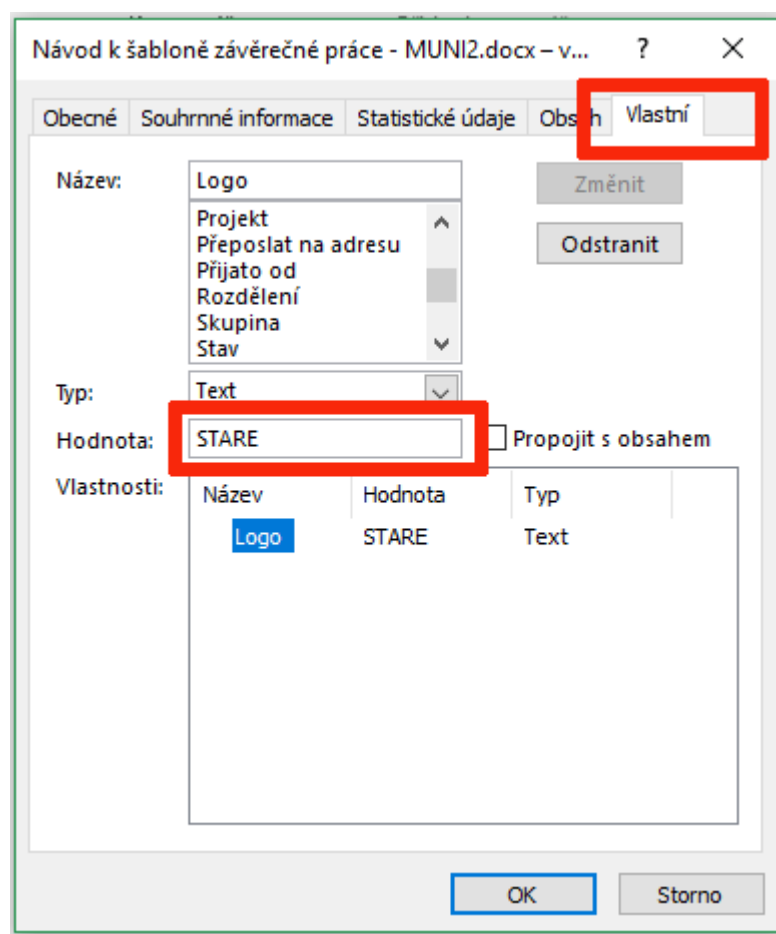 Návod k šabloně závěrečné práce - MUNI2.docx – v... ? ×
Obecné Souhrnné informace Statistické údaje Obsah Vlastní
Název: Logo Změnit
Projekt
Přeposlat na adresu
Odstranit
Přijato od
Rozdělení
Skupina
Stav
Typ: Text
Hodnota: STARE Propojit s obsahem
Vlastnosti: Název Hodnota Typ
Logo STARE Text
OK Storno